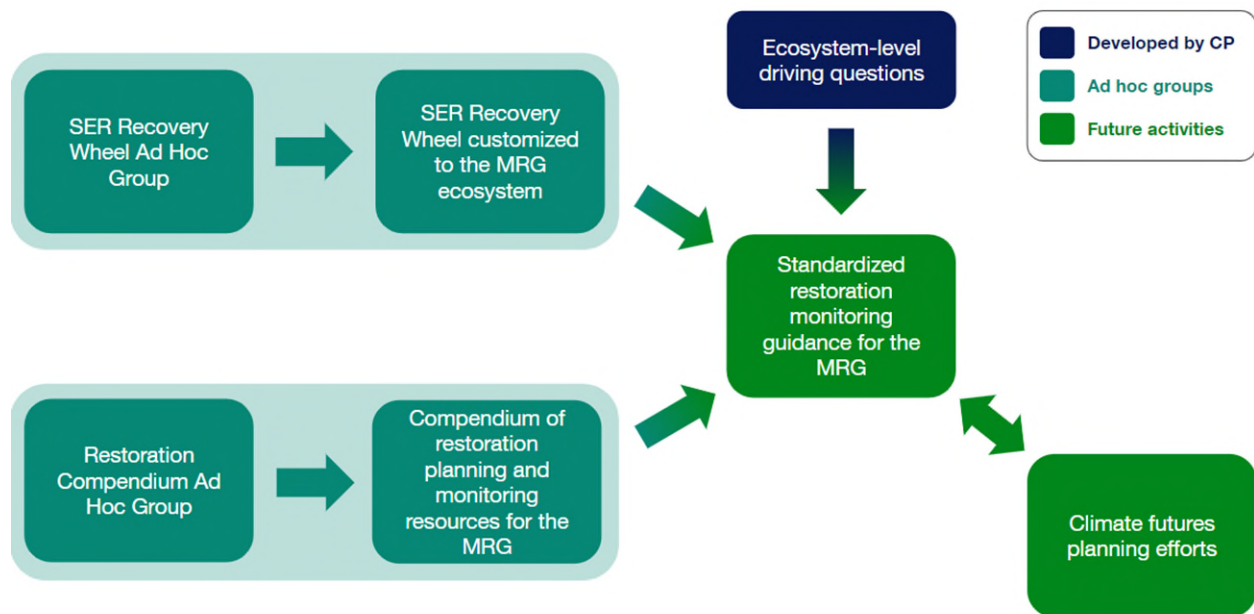 SER Recovery
Wheel Ad Hoc
Group
SER Recovery
Wheel customized
to the MRG
ecosystem
Ecosystem-level
driving questions
Developed by CP
Ad hoc groups
Future activities
Standardized
restoration
monitoring
guidance for the
MRG
Restoration
Compendium Ad
Hoc Group
Compendium of
restoration
planning and
monitoring
resources for the
MRG
Climate futures
planning efforts